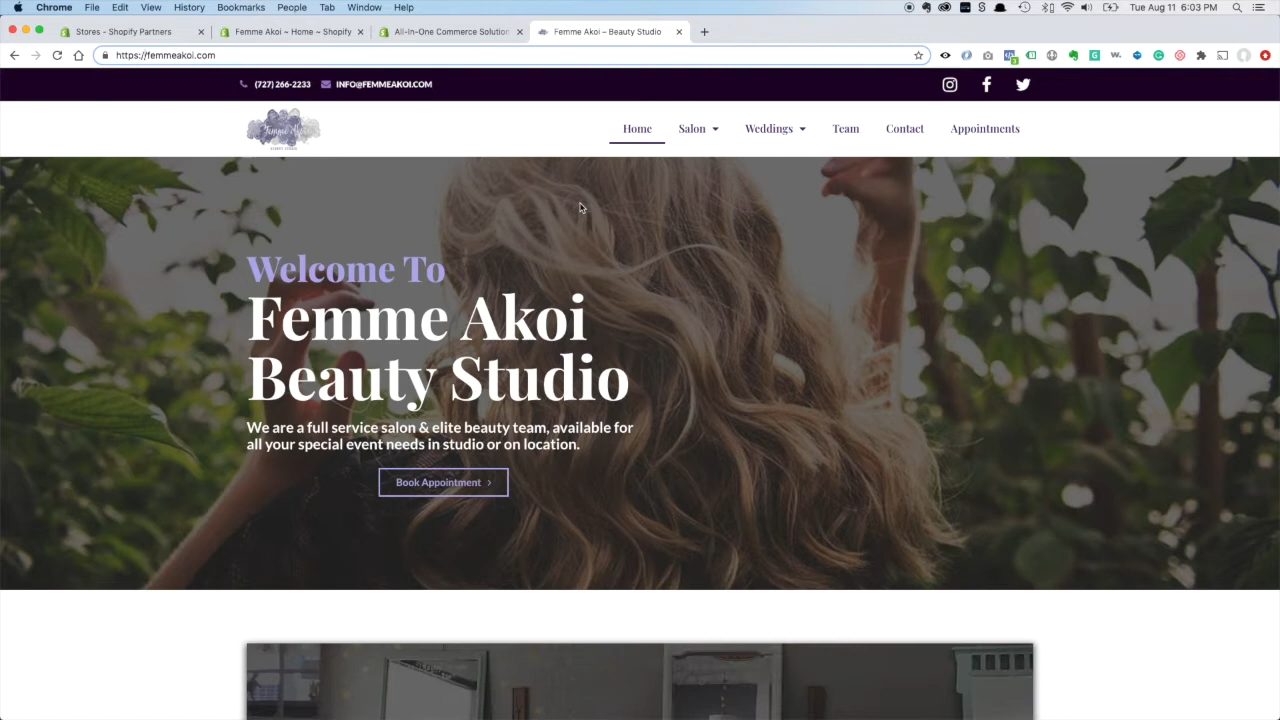 Chrome File Edit View History Bookmarks People Tab Window Help Tue Aug 11 6:03 PM
Stores - Shopify Partners Femme Akoi ~ Home ~ Shopify All-In-One Commerce Solution Femme Akoi – Beauty Studio
https://femmeakoi.com
(727) 266-2233 INFO@FEMMEAKOI.COM
Home Salon Weddings Team Contact Appointments
Welcome To
Femme Akoi
Beauty Studio
We are a full service salon & elite beauty team, available for
all your special event needs in studio or on location.
Book Appointment